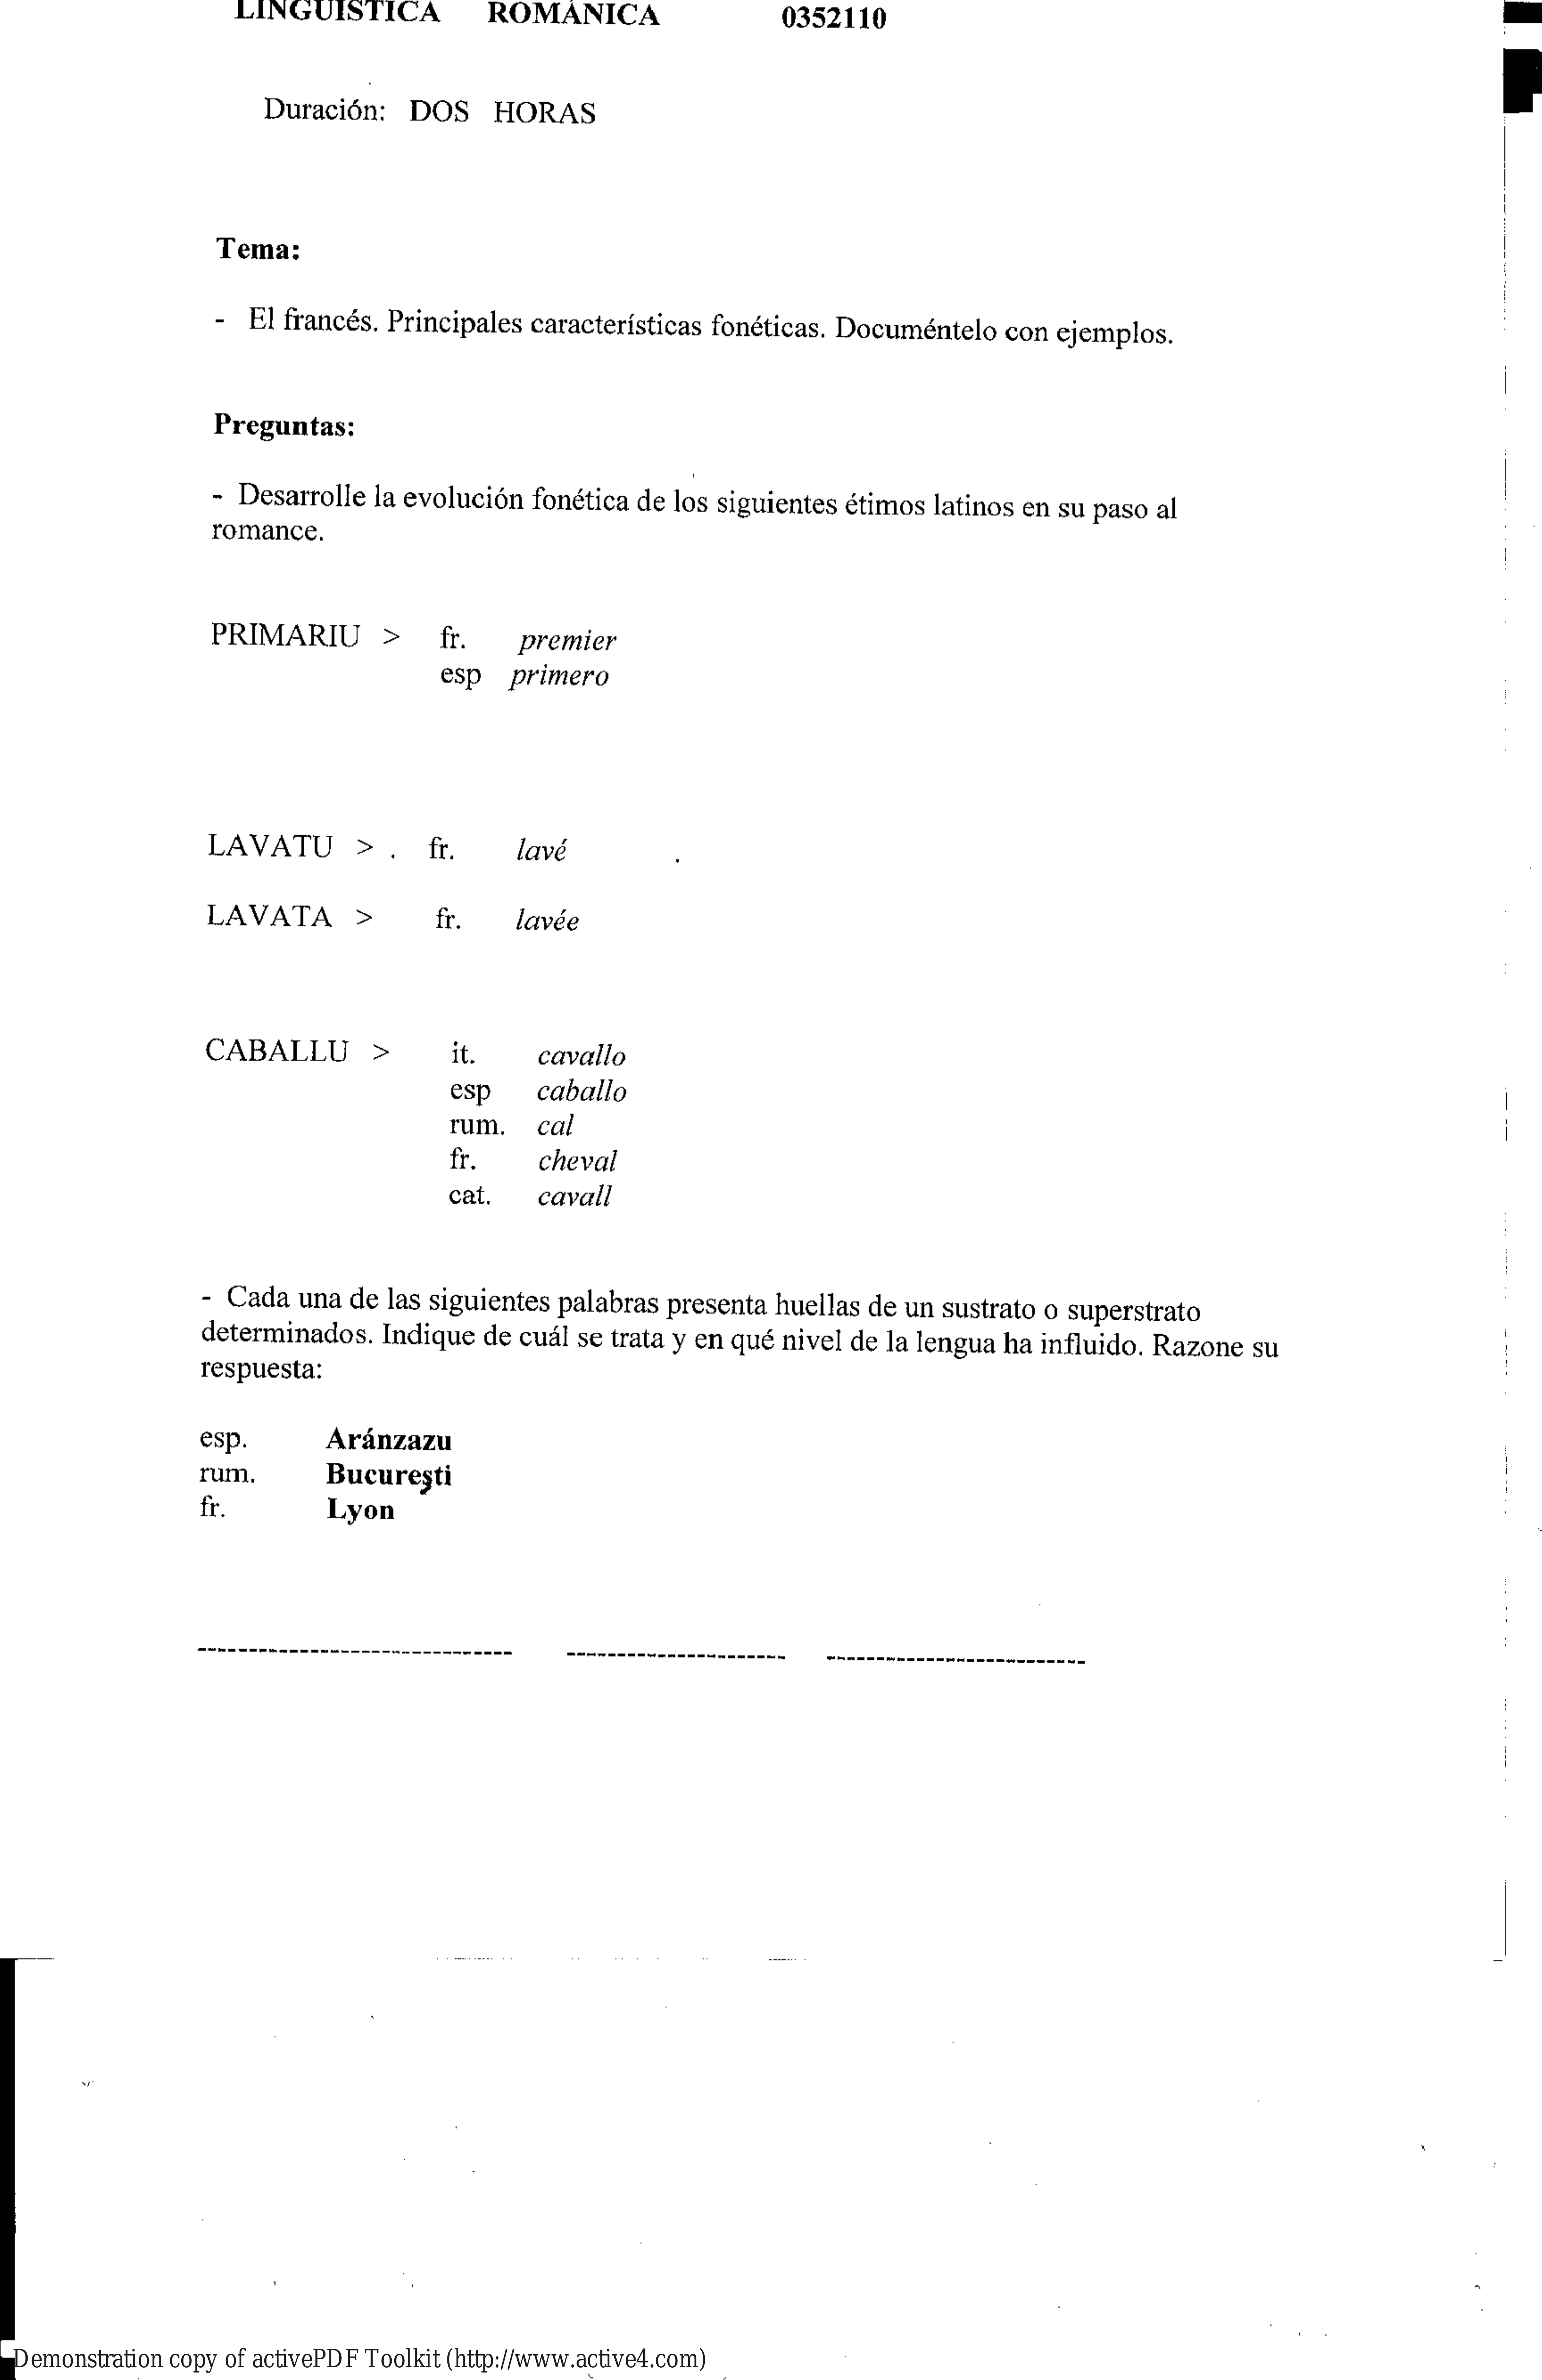 LINGÜÍSTICA ROMÁNICA 0352110
Duración: DOS HORAS
Tema:
- El francés. Principales características fonéticas. Documéntelo con ejemplos.
Preguntas:
- Desarrolle la evolución fonética de los siguientes étimos latinos en su paso al
romance.
PRIMARIU > fr. premier
esp primero
LAVATU > . fr. lavé
LAVATA > fr. lavée
CABALLU > it. cavallo
esp caballo
rum. cal
fr. cheval
cat. cavall
- Cada una de las siguientes palabras presenta huellas de un sustrato o superstrato
determinados. Indique de cuál se trata y en qué nivel de la lengua ha influido. Razone su
respuesta:
esp. Aránzazu
rum. Bucureşti
fr. Lyon
Demonstration copy of activePDF Toolkit (http://www.active4.com)